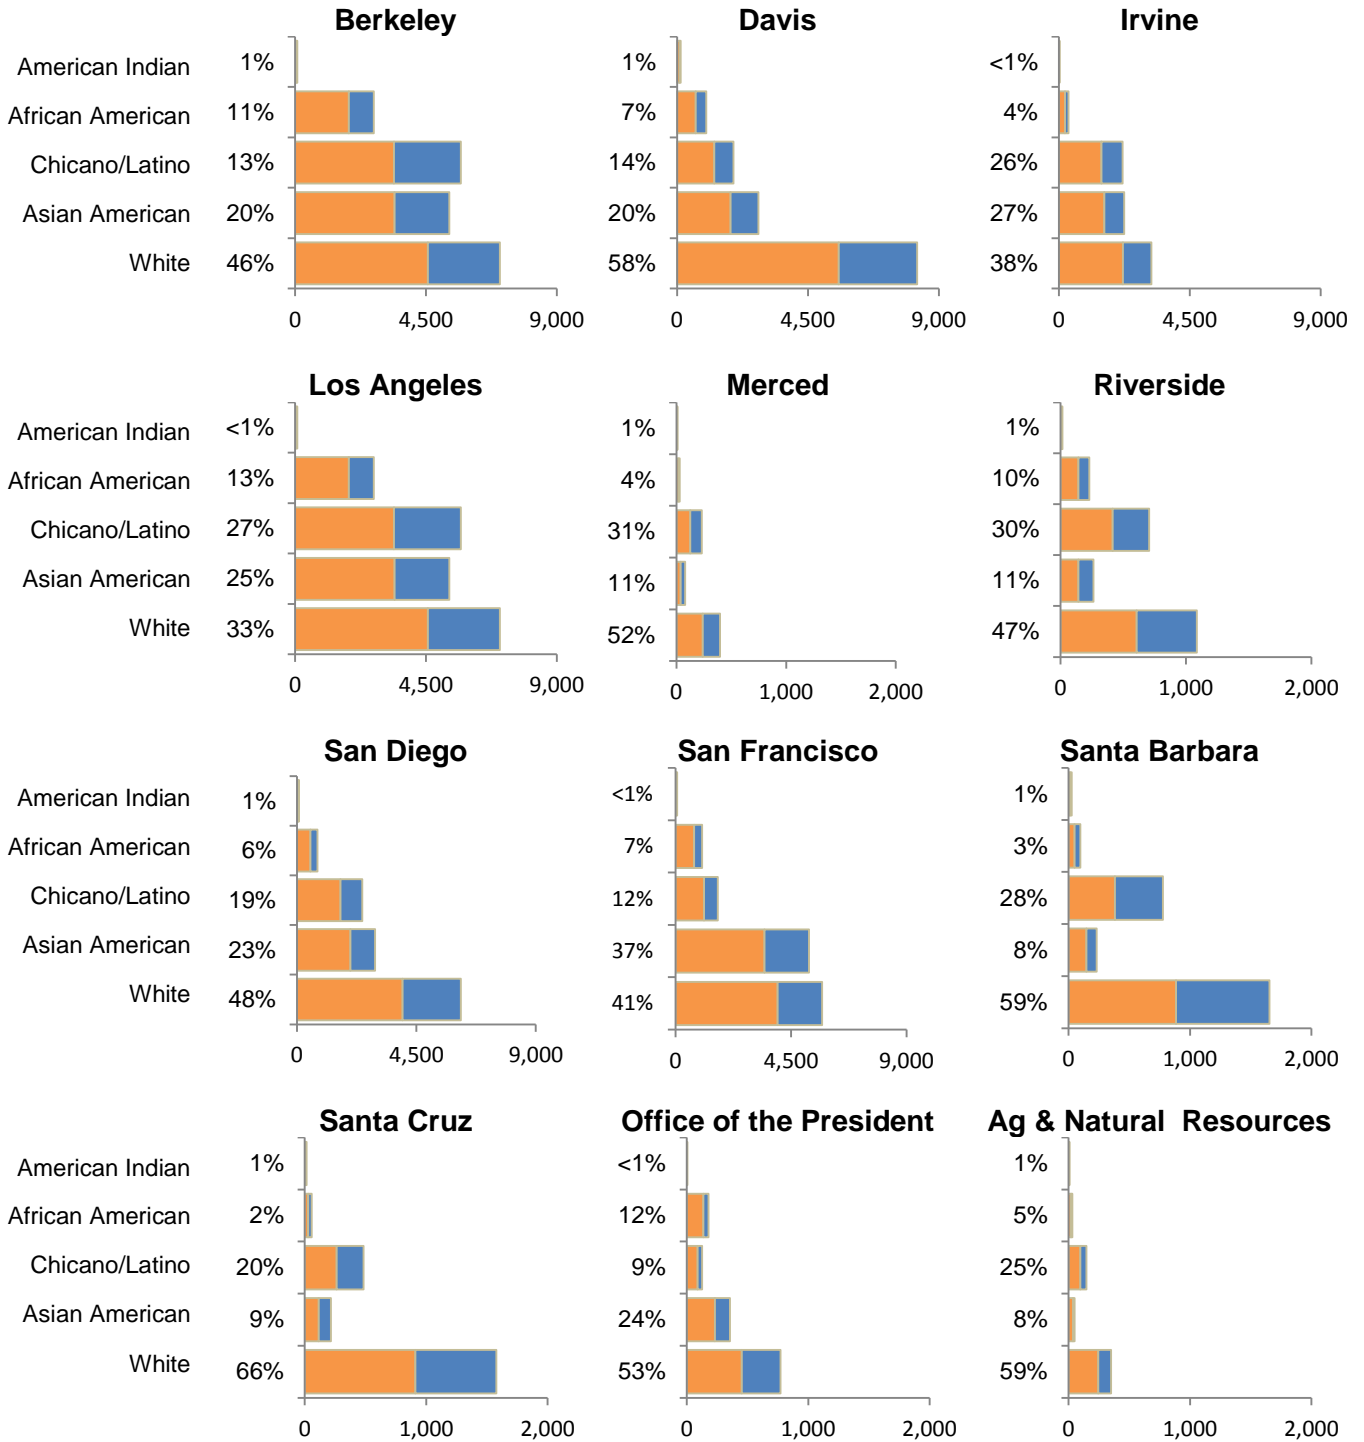 Berkeley Davis Irvine
American Indian 1% 1% <1%
African American 11% 7% 4%
Chicano/Latino 13% 14% 26%
Asian American 20% 20% 27%
White 46% 58% 38%
0 4,500 9,000 0 4,500 9,000 0 4,500 9,000
Los Angeles Merced Riverside
American Indian <1% 1% 1%
African American 13% 4% 10%
Chicano/Latino 27% 31% 30%
Asian American 25% 11% 11%
White 33% 52% 47%
0 4,500 9,000 0 1,000 2,000 0 1,000 2,000
San Diego San Francisco Santa Barbara
American Indian 1% <1% 1%
African American 6% 7% 3%
Chicano/Latino 19% 12% 28%
Asian American 23% 37% 8%
White 48% 41% 59%
0 4,500 9,000 0 4,500 9,000 0 1,000 2,000
Santa Cruz Office of the President Ag & Natural Resources
American Indian 1% <1% 1%
African American 2% 12% 5%
Chicano/Latino 20% 9% 25%
Asian American 9% 24% 8%
White 66% 53% 59%
0 1,000 2,000 0 1,000 2,000 0 1,000 2,000